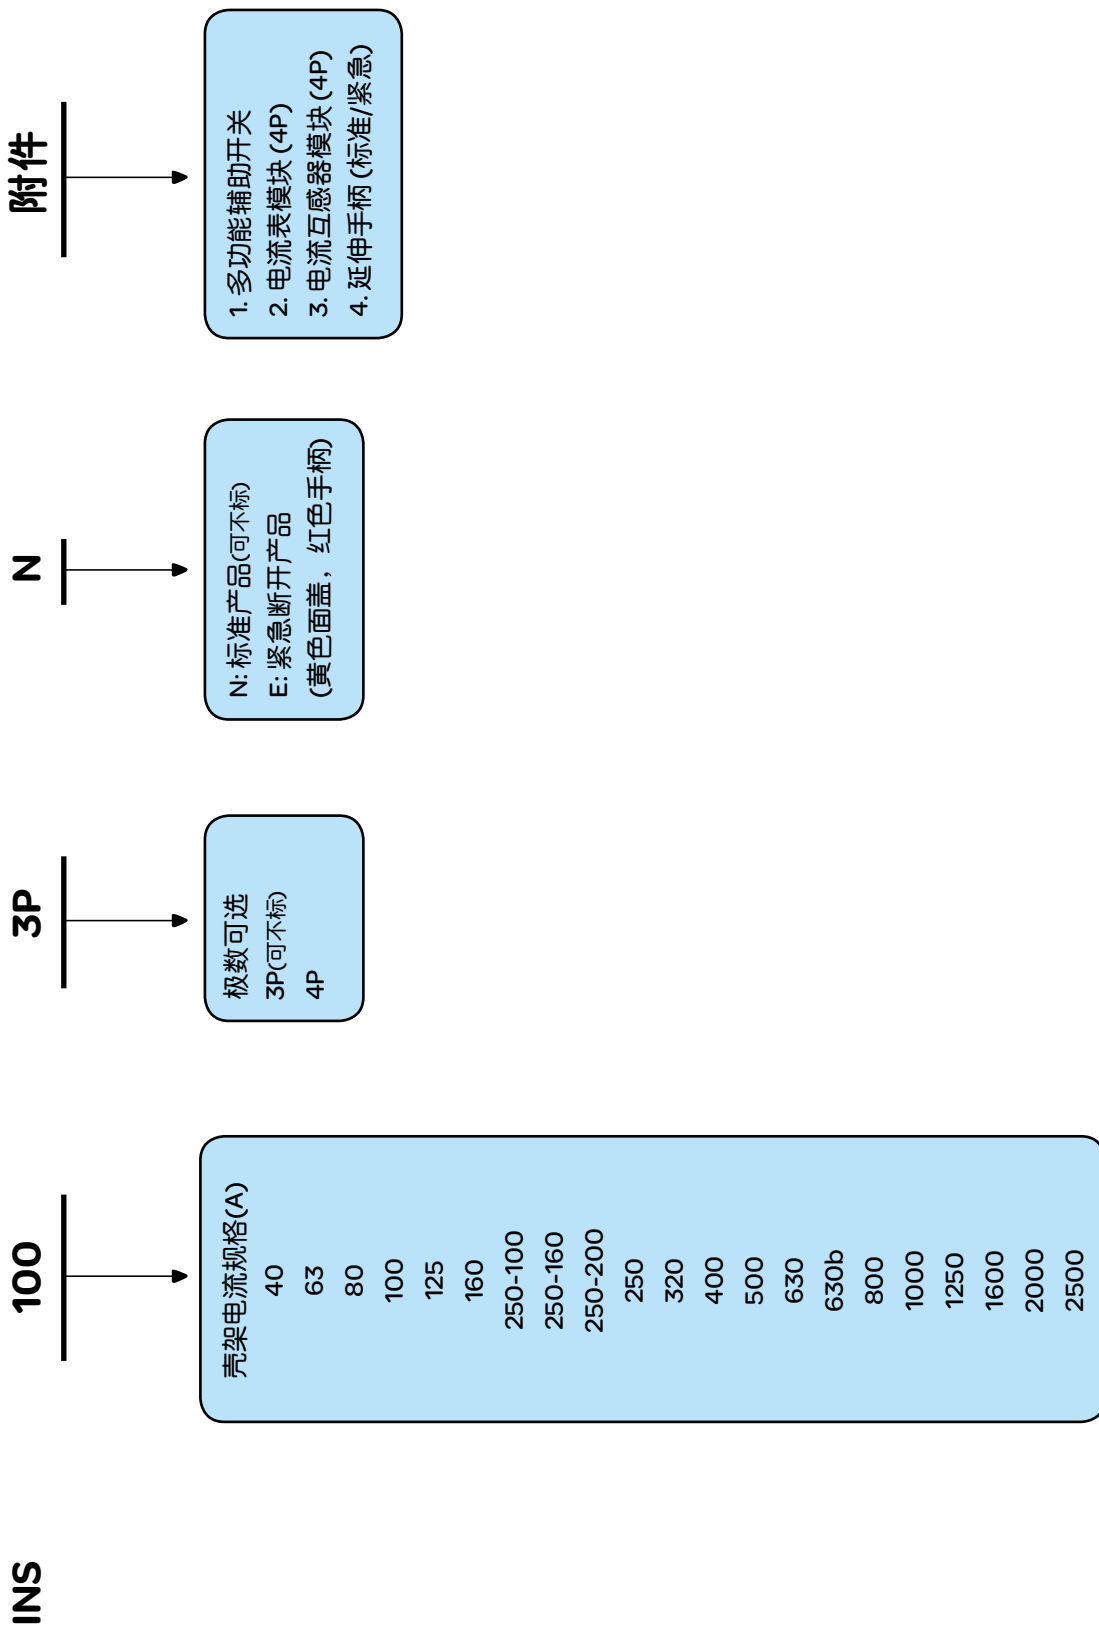 INS
100
3P
N
附件
壳架电流规格(A)
40
63
80
100
125
160
250-100
250-160
250-200
250
320
400
500
630
630b
800
1000
1250
1600
2000
2500
极数可选
3P(可不标)
4P
N: 标准产品(可不标)
E: 紧急断开产品
(黄色面盖，红色手柄)
1. 多功能辅助开关
2. 电流表模块 (4P)
3. 电流互感器模块 (4P)
4. 延伸手柄 (标准/紧急)